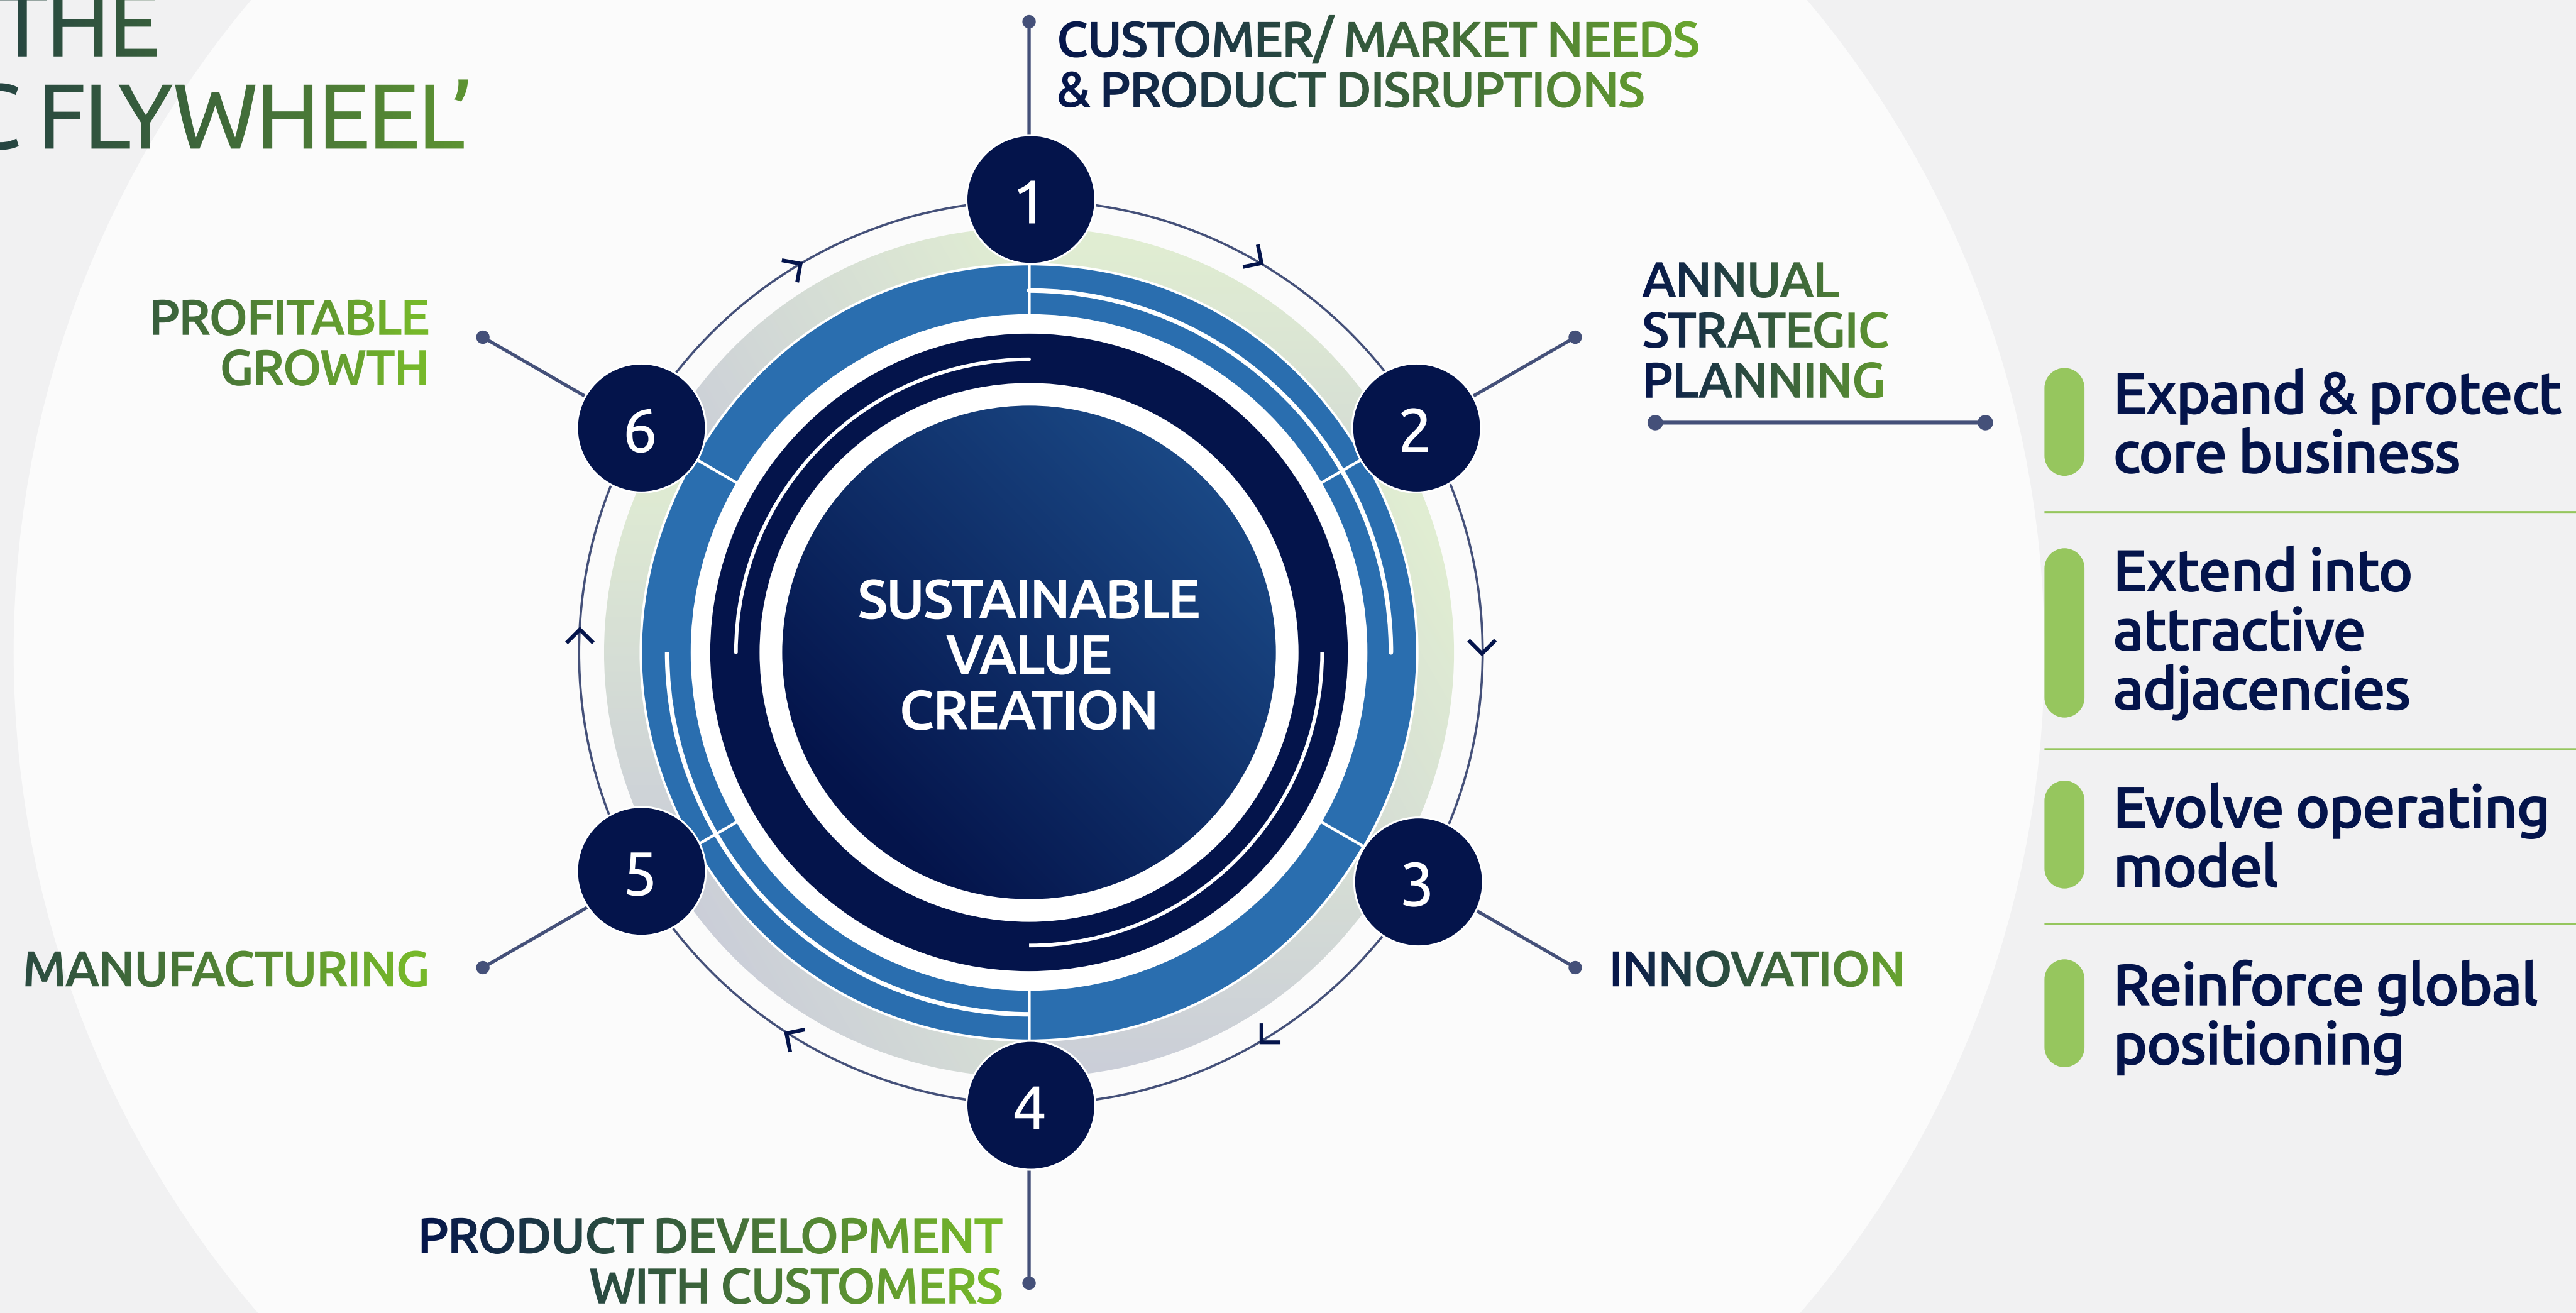 THE
C FLYWHEEL’
1
CUSTOMER/ MARKET NEEDS
& PRODUCT DISRUPTIONS
2
ANNUAL
STRATEGIC
PLANNING
Expand & protect
core business
Extend into
attractive
adjacencies
Evolve operating
model
Reinforce global
positioning
3
INNOVATION
4
PRODUCT DEVELOPMENT
WITH CUSTOMERS
5
MANUFACTURING
6
PROFITABLE
GROWTH
SUSTAINABLE
VALUE
CREATION